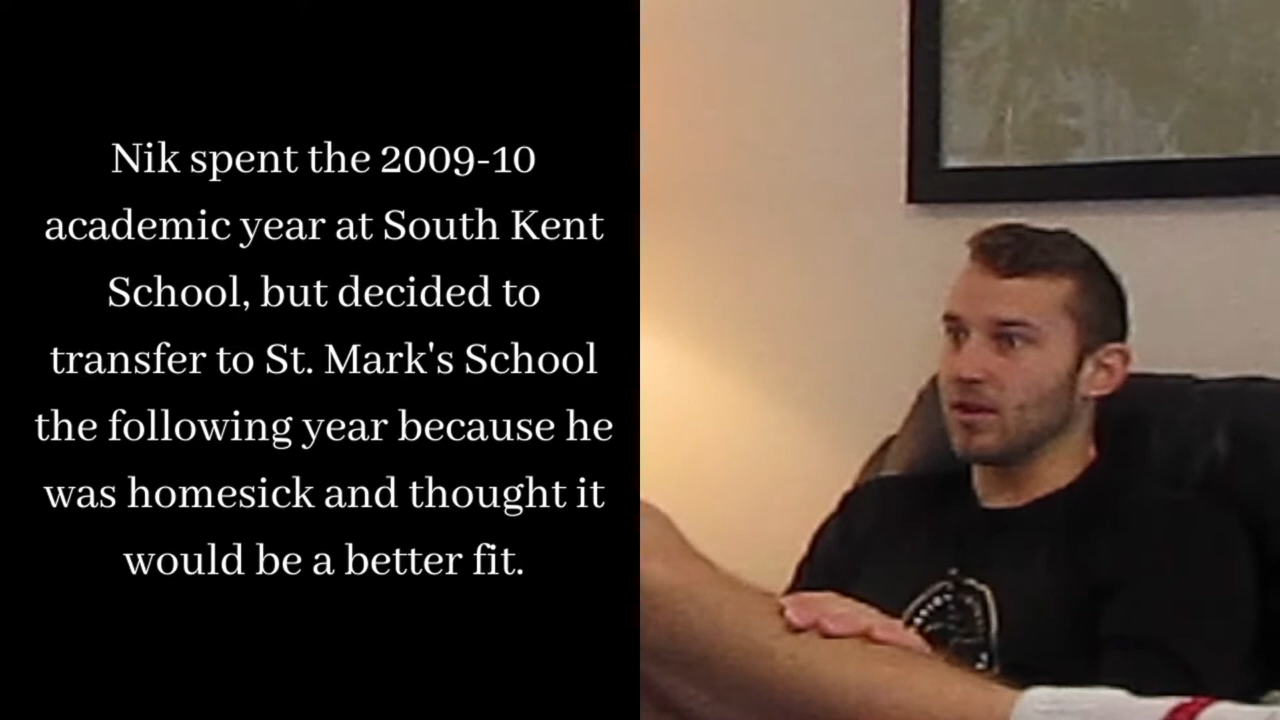 Nik spent the 2009-10
academic year at South Kent
School, but decided to
transfer to St. Mark's School
the following year because he
was homesick and thought it
would be a better fit.